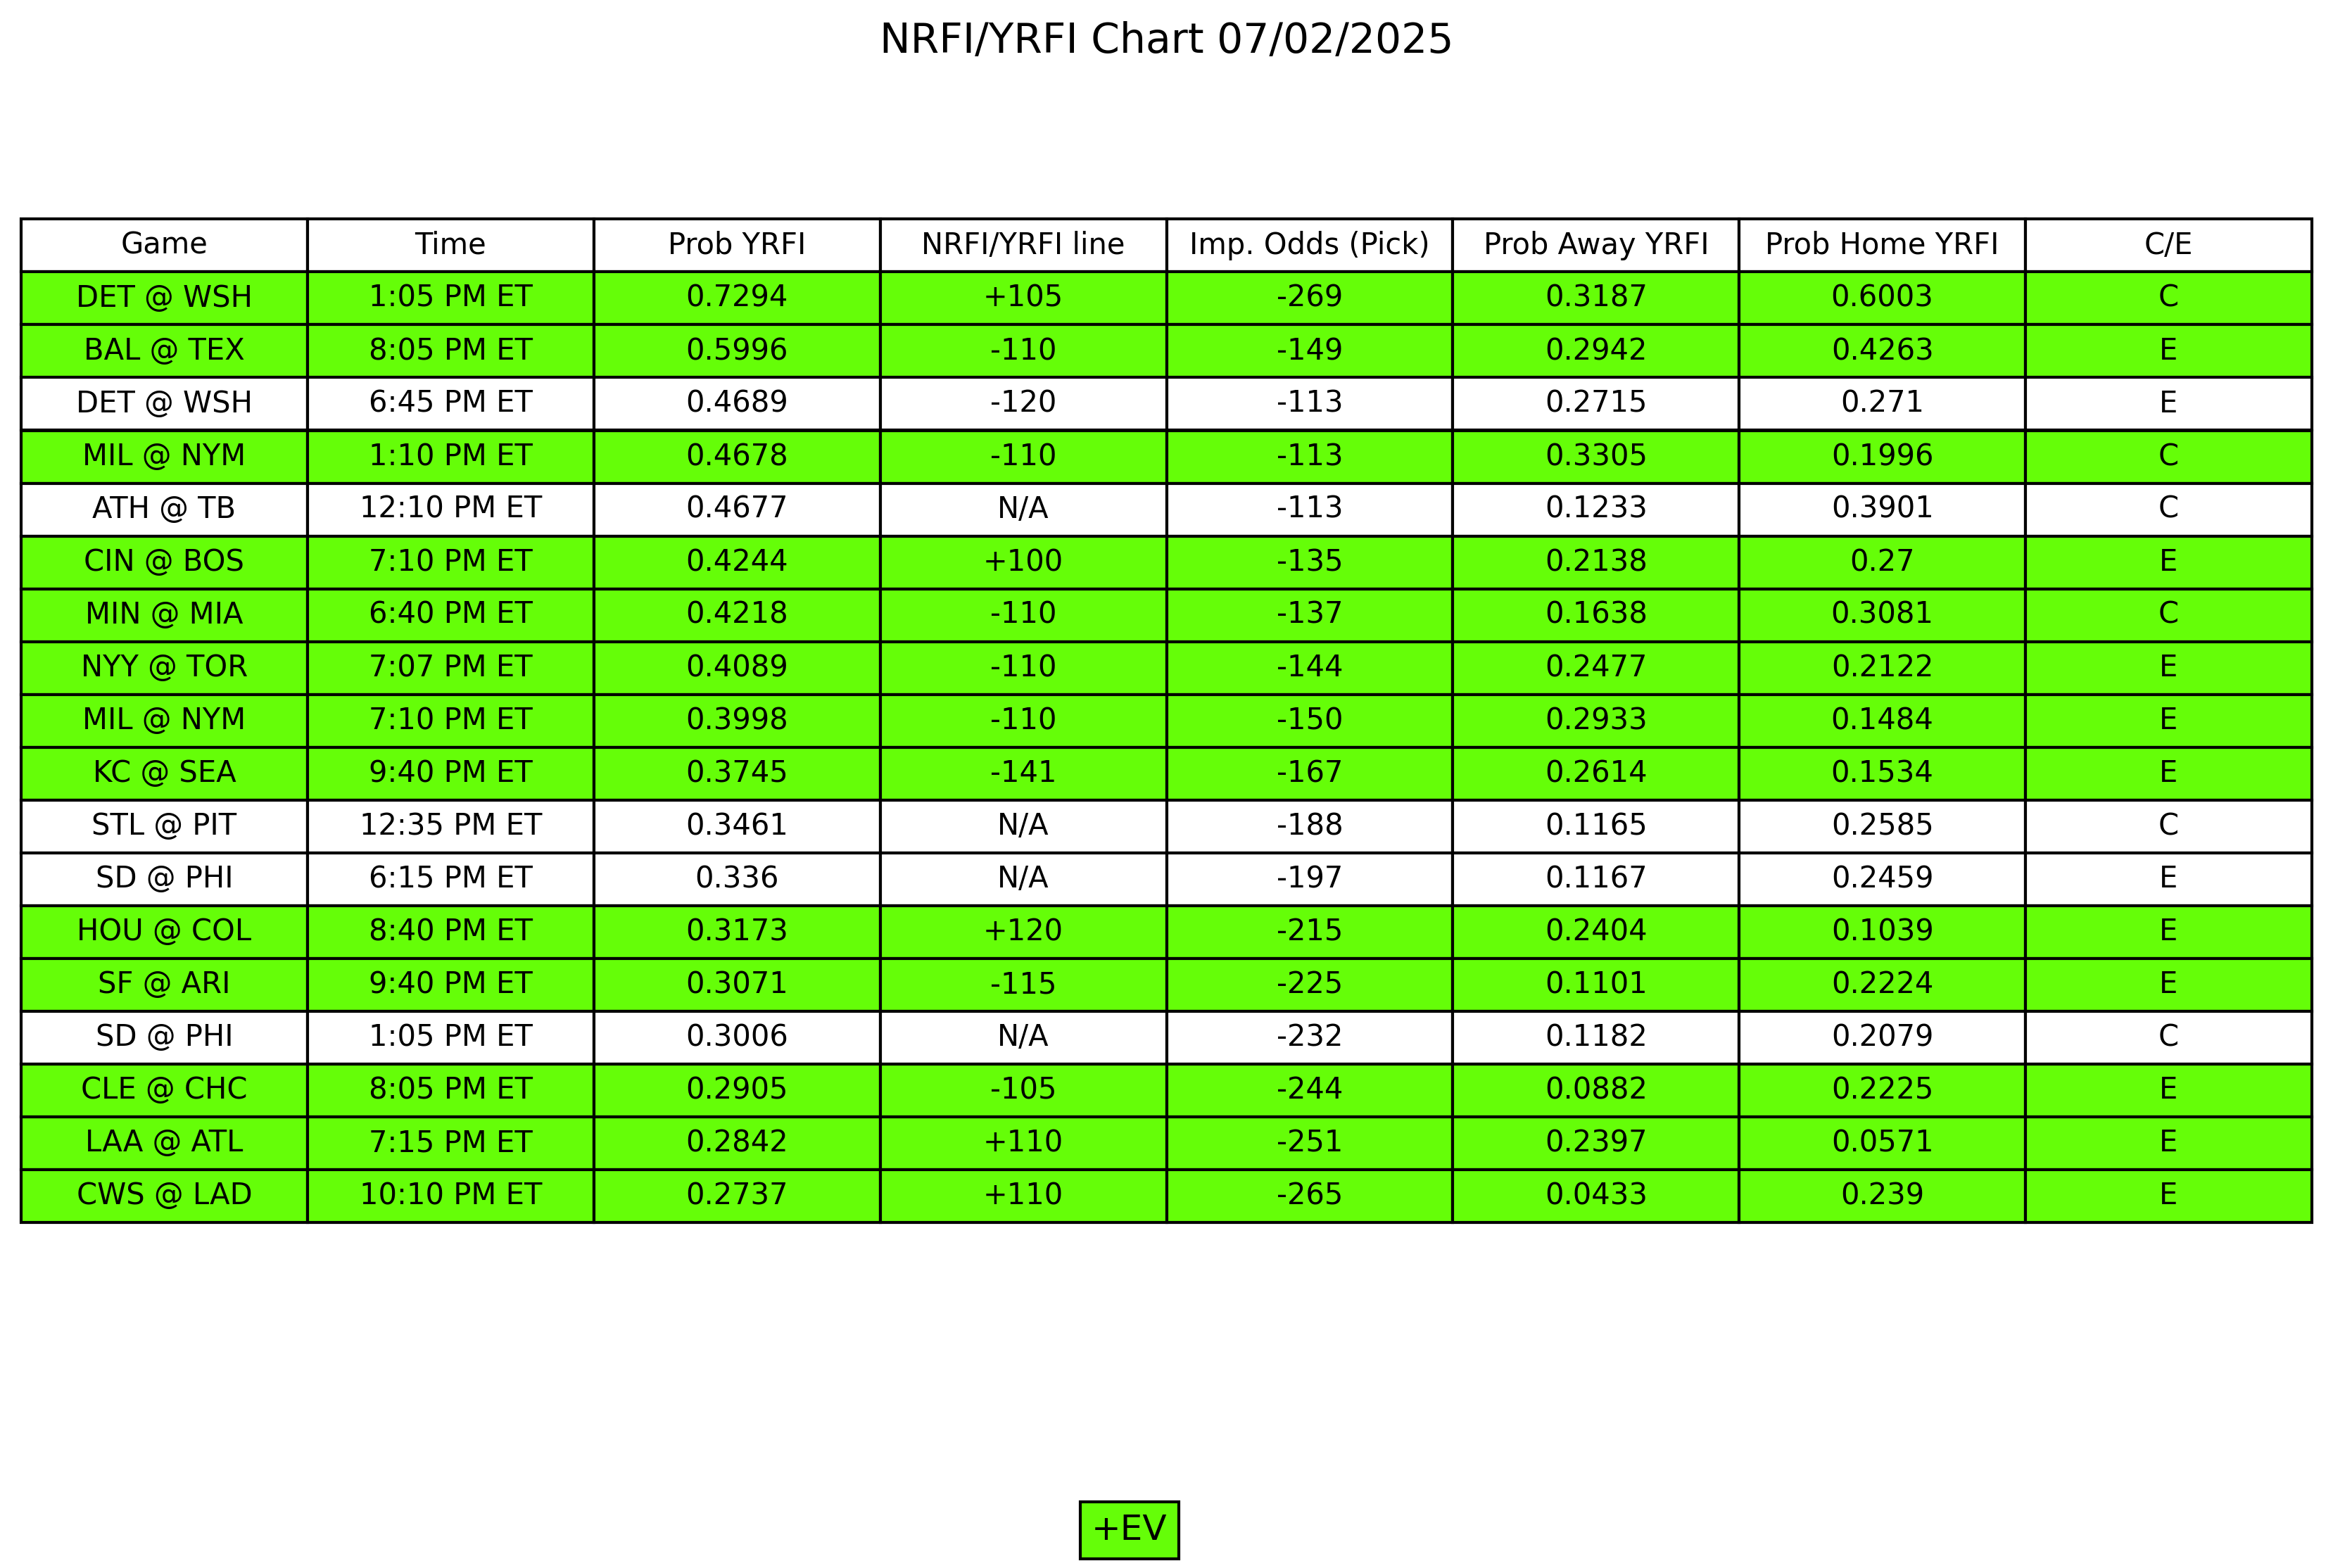 NRFI/YRFI Chart 07/02/2025
Game Time Prob YRFI NRFI/YRFI line Imp. Odds (Pick) Prob Away YRFI Prob Home YRFI C/E
DET @ WSH 1:05 PM ET 0.7294 +105 -269 0.3187 0.6003 C
BAL @ TEX 8:05 PM ET 0.5996 -110 -149 0.2942 0.4263 E
DET @ WSH 6:45 PM ET 0.4689 -120 -113 0.2715 0.271 E
MIL @ NYM 1:10 PM ET 0.4678 -110 -113 0.3305 0.1996 C
ATH @ TB 12:10 PM ET 0.4677 N/A -113 0.1233 0.3901 C
CIN @ BOS 7:10 PM ET 0.4244 +100 -135 0.2138 0.27 E
MIN @ MIA 6:40 PM ET 0.4218 -110 -137 0.1638 0.3081 C
NYY @ TOR 7:07 PM ET 0.4089 -110 -144 0.2477 0.2122 E
MIL @ NYM 7:10 PM ET 0.3998 -110 -150 0.2933 0.1484 E
KC @ SEA 9:40 PM ET 0.3745 -141 -167 0.2614 0.1534 E
STL @ PIT 12:35 PM ET 0.3461 N/A -188 0.1165 0.2585 C
SD @ PHI 6:15 PM ET 0.336 N/A -197 0.1167 0.2459 E
HOU @ COL 8:40 PM ET 0.3173 +120 -215 0.2404 0.1039 E
SF @ ARI 9:40 PM ET 0.3071 -115 -225 0.1101 0.2224 E
SD @ PHI 1:05 PM ET 0.3006 N/A -232 0.1182 0.2079 C
CLE @ CHC 8:05 PM ET 0.2905 -105 -244 0.0882 0.2225 E
LAA @ ATL 7:15 PM ET 0.2842 +110 -251 0.2397 0.0571 E
CWS @ LAD 10:10 PM ET 0.2737 +110 -265 0.0433 0.239 E
+EV